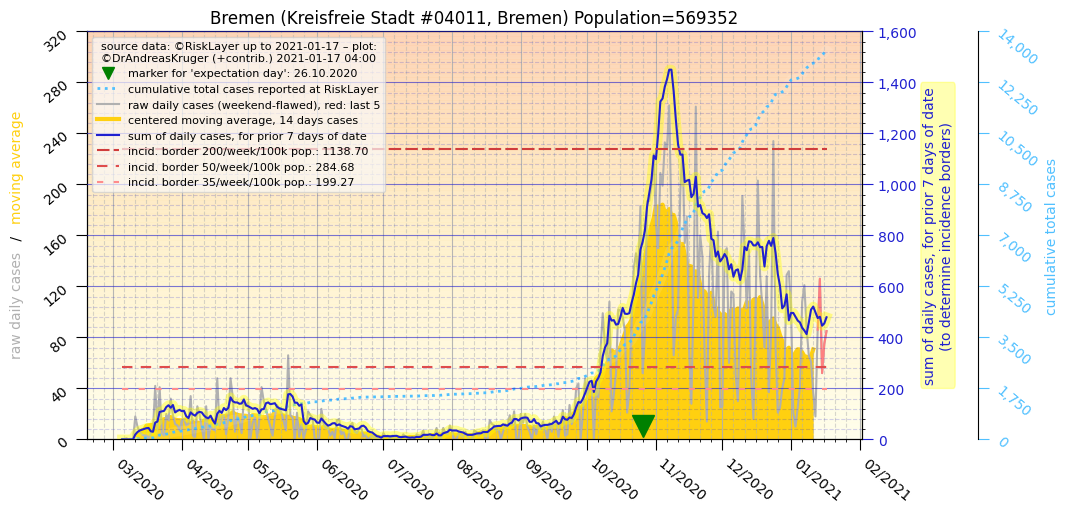 Bremen (Kreisfreie Stadt #04011, Bremen) Population=569352
source data: ©RiskLayer up to 2021-01-17 – plot:
©DrAndreasKruger (+contrib.) 2021-01-17 04:00
marker for 'expectation day': 26.10.2020
cumulative total cases reported at RiskLayer
raw daily cases (weekend-flawed), red: last 5
centered moving average, 14 days cases
sum of daily cases, for prior 7 days of date
incid. border 200/week/100k pop.: 1138.70
incid. border 50/week/100k pop.: 284.68
incid. border 35/week/100k pop.: 199.27
raw daily cases / moving average
320
280
240
200
160
120
80
40
0
03/2020
04/2020
05/2020
06/2020
07/2020
08/2020
09/2020
10/2020
11/2020
12/2020
01/2021
02/2021
1,600
1,400
1,200
1,000
800
600
400
200
0
sum of daily cases, for prior 7 days of date
(to determine incidence borders)
14,000
12,250
10,500
8,750
7,000
5,250
3,500
1,750
0
cumulative total cases